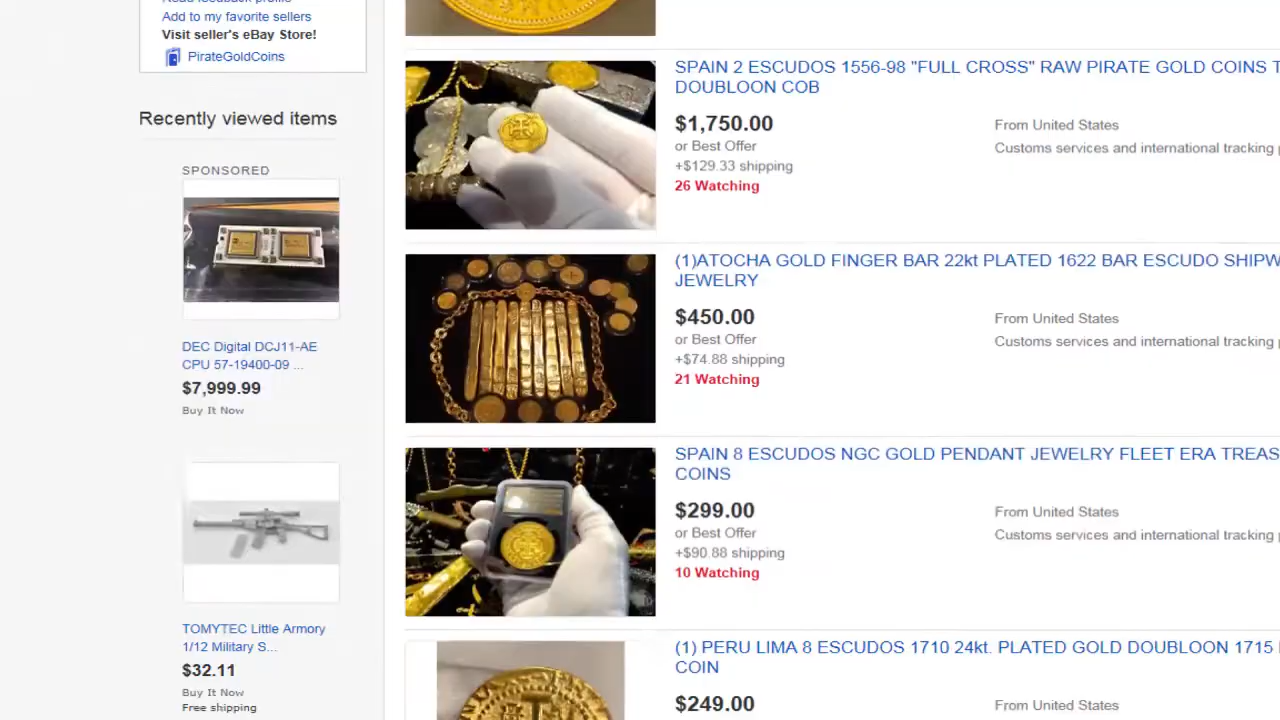 Add to my favorite sellers
Visit seller's eBay Store!
PirateGoldCoins
Recently viewed items
SPONSORED
DEC Digital DCJ11-AE
CPU 57-19400-09 ...
$7,999.99
Buy It Now
TOMYTEC Little Armory
1/12 Military S...
$32.11
Buy It Now
Free shipping
SPAIN 2 ESCUDOS 1556-98 "FULL CROSS" RAW PIRATE GOLD COINS T
DOUBLOON COB
$1,750.00
or Best Offer
+$129.33 shipping
26 Watching
From United States
Customs services and international tracking p
(1)ATOCHA GOLD FINGER BAR 22kt PLATED 1622 BAR ESCUDO SHIPW
JEWELRY
$450.00
or Best Offer
+$74.88 shipping
21 Watching
From United States
Customs services and international tracking p
SPAIN 8 ESCUDOS NGC GOLD PENDANT JEWELRY FLEET ERA TREAS
COINS
$299.00
or Best Offer
+$90.88 shipping
10 Watching
From United States
Customs services and international tracking p
(1) PERU LIMA 8 ESCUDOS 1710 24kt. PLATED GOLD DOUBLOON 1715
COIN
$249.00
From United States